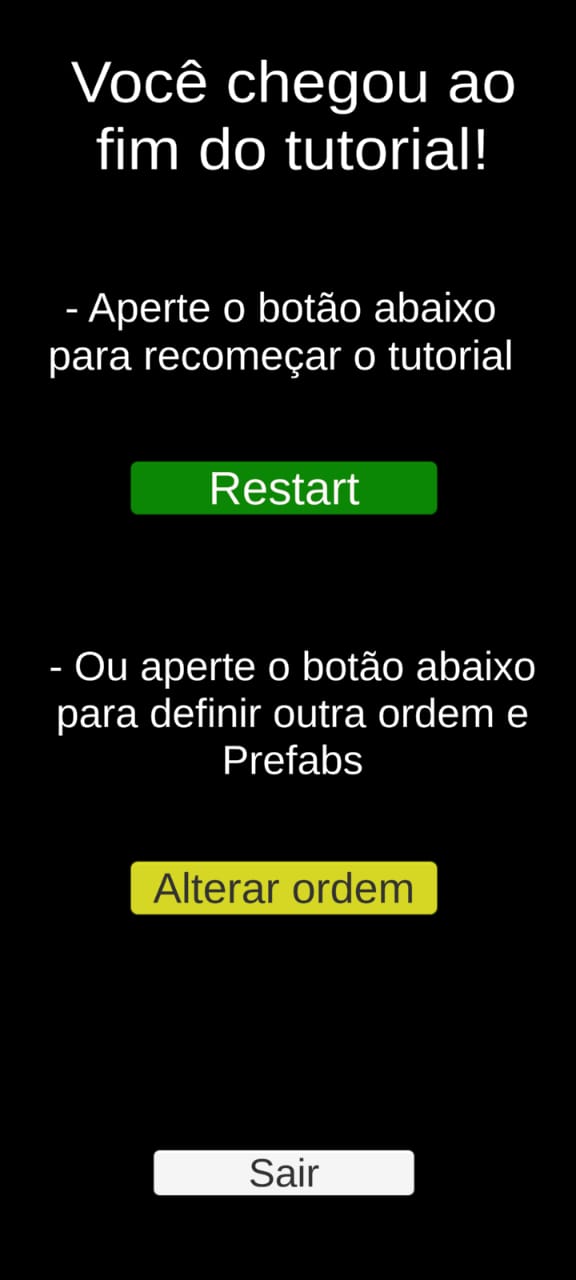 Você chegou ao
fim do tutorial!
- Aperte o botão abaixo
para recomeçar o tutorial
Restart
- Ou aperte o botão abaixo
para definir outra ordem e
Prefabs
Alterar ordem
Sair